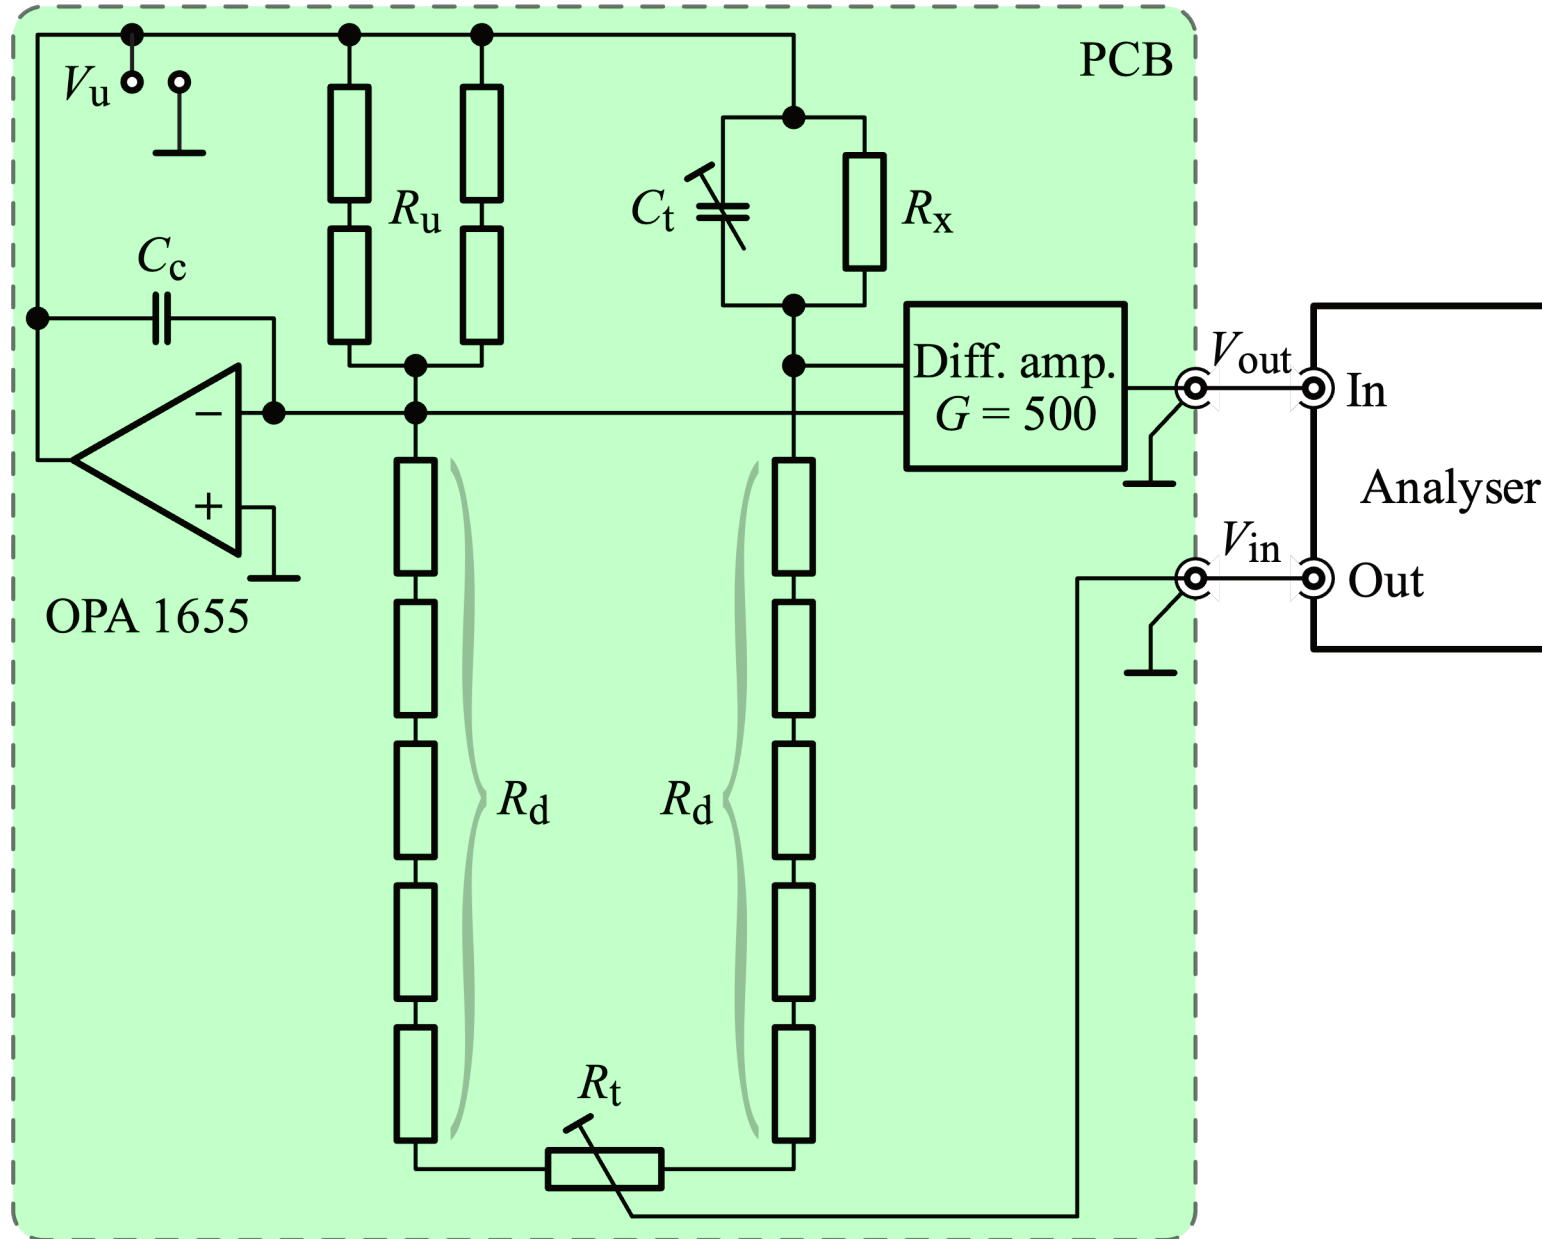 PCB
Vu
Ru
Ct
Rx
Cc
Diff. amp.
G = 500
Vout
In
Analyser
−
+
OPA 1655
Vin
Out
Rd
Rd
Rt